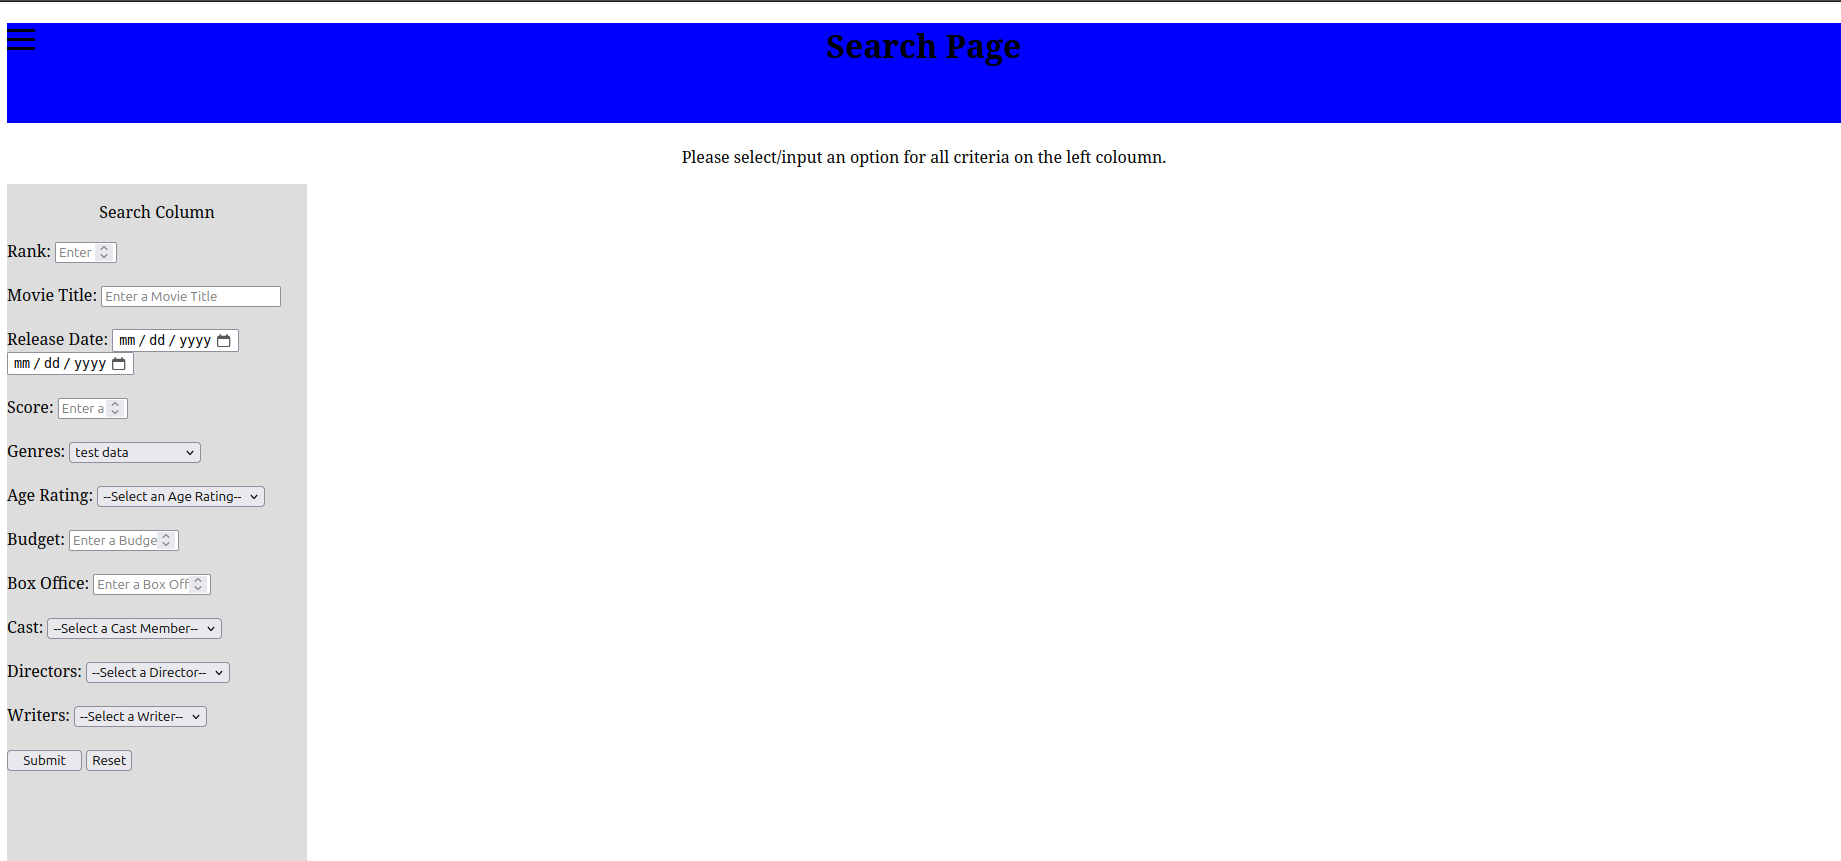 Search Page
Please select/input an option for all criteria on the left coloumn.
Search Column
Rank: Enter
Movie Title: Enter a Movie Title
Release Date: mm / dd / yyyy
mm / dd / yyyy
Score: Enter a
Genres: test data
Age Rating: --Select an Age Rating--
Budget: Enter a Budge
Box Office: Enter a Box Off
Cast: --Select a Cast Member--
Directors: --Select a Director--
Writers: --Select a Writer--
Submit Reset